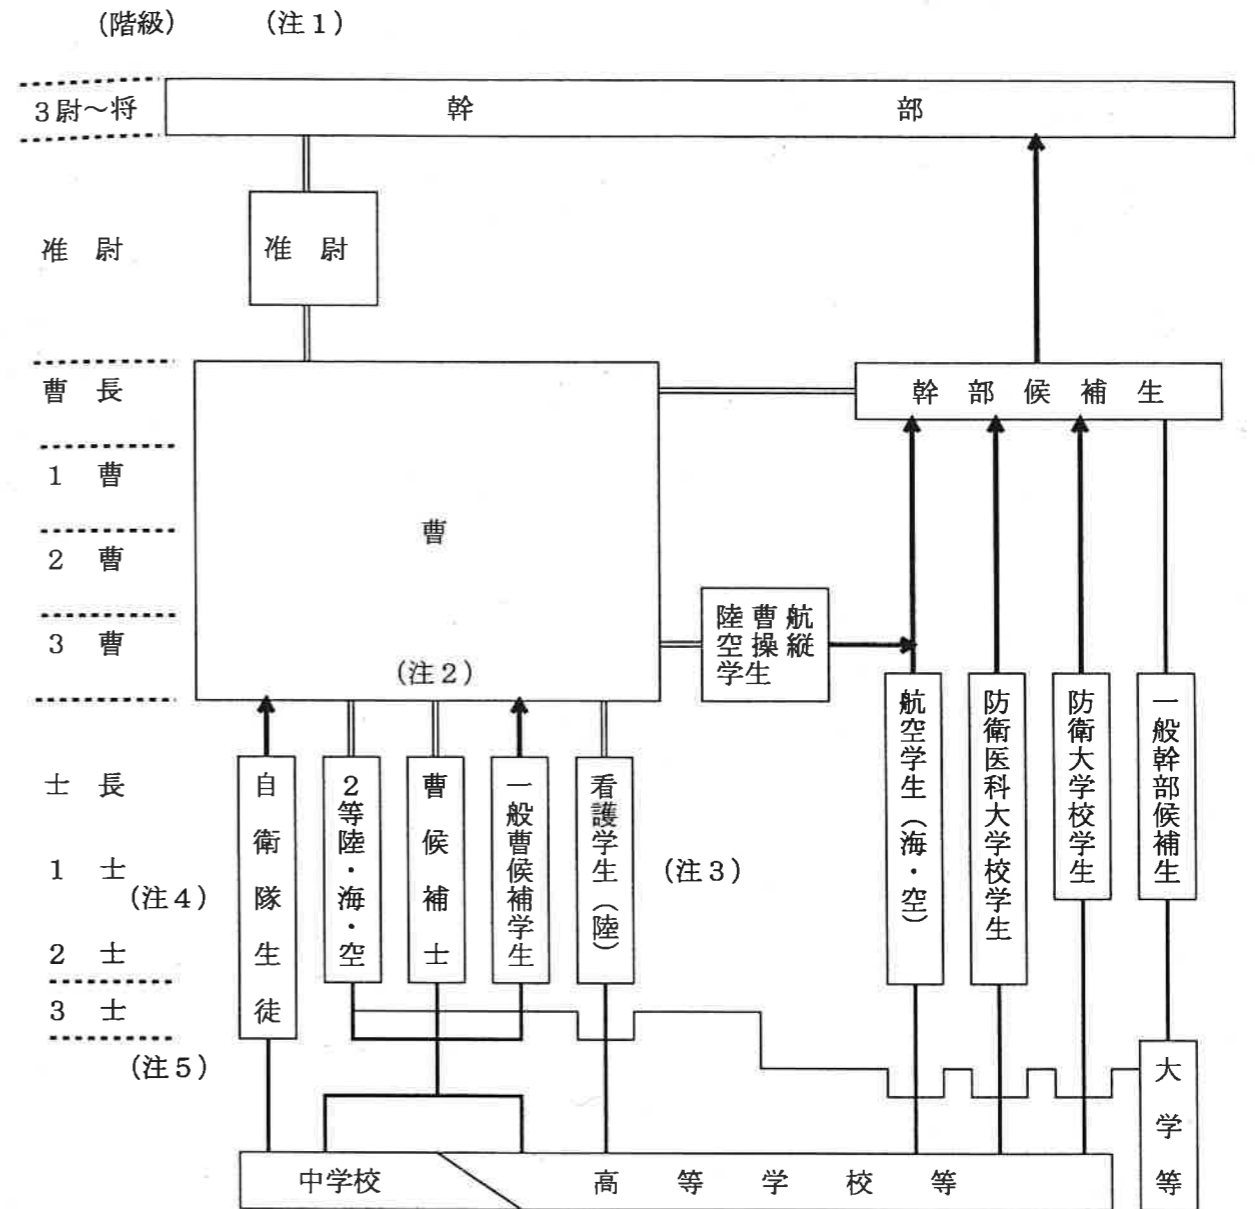 (階級)　(注1)
3尉～将
幹部
准尉
准尉
曹長
幹部候補生
1曹
曹
2曹
3曹
(注2)
陸曹航
空操縦
学生
士長
1士
(注4)
2士
3士
(注5)
自衛隊生徒
2等陸・海・空
曹候補士
一般曹候補学生
看護学生(陸)
(注3)
航空学生(海・空)
防衛医科大学校学生
防衛大学校学生
一般幹部候補生
大学等
中学校
高等学校等